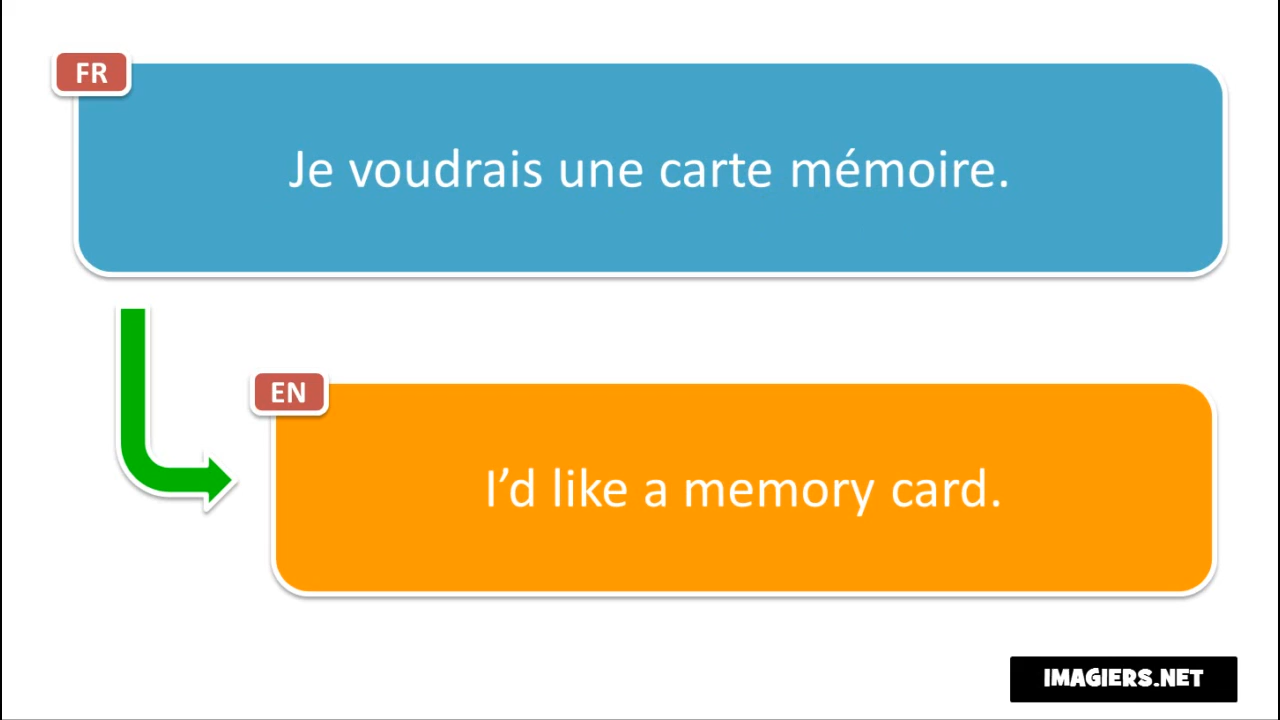 FR
Je voudrais une carte mémoire.
EN
I’d like a memory card.
IMAGIERS.NET